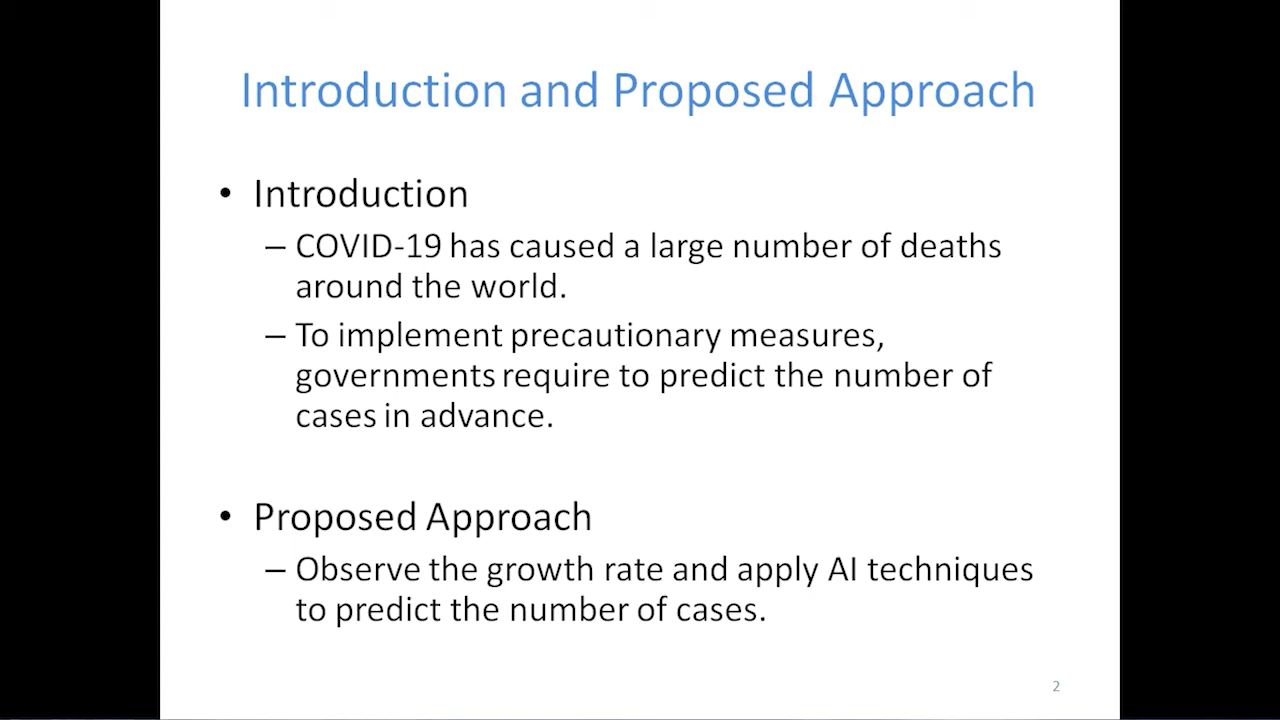 Introduction and Proposed Approach
• Introduction
– COVID-19 has caused a large number of deaths
around the world.
– To implement precautionary measures,
governments require to predict the number of
cases in advance.
• Proposed Approach
– Observe the growth rate and apply AI techniques
to predict the number of cases.
2